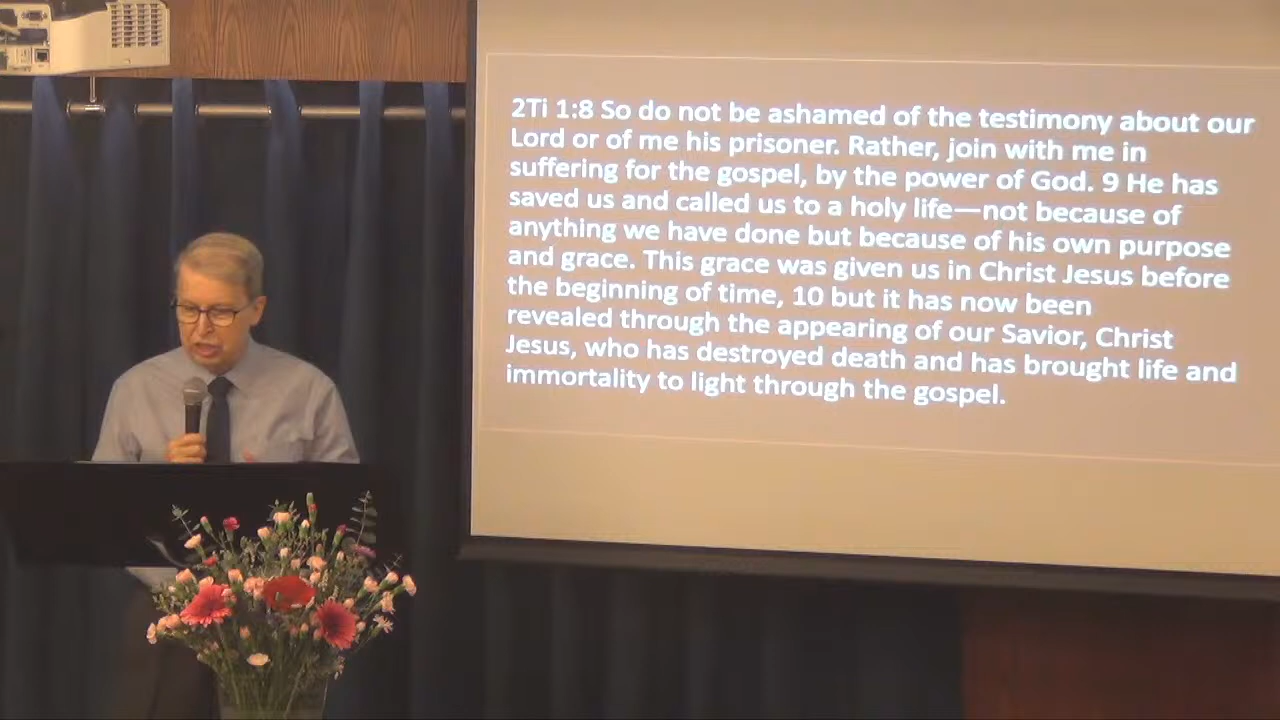 2Ti 1:8 So do not be ashamed of the testimony about our
Lord or of me his prisoner. Rather, join with me in
suffering for the gospel, by the power of God. 9 He has
saved us and called us to a holy life—not because of
anything we have done but because of his own purpose
and grace. This grace was given us in Christ Jesus before
the beginning of time, 10 but it has now been
revealed through the appearing of our Savior, Christ
Jesus, who has destroyed death and has brought life and
immortality to light through the gospel.